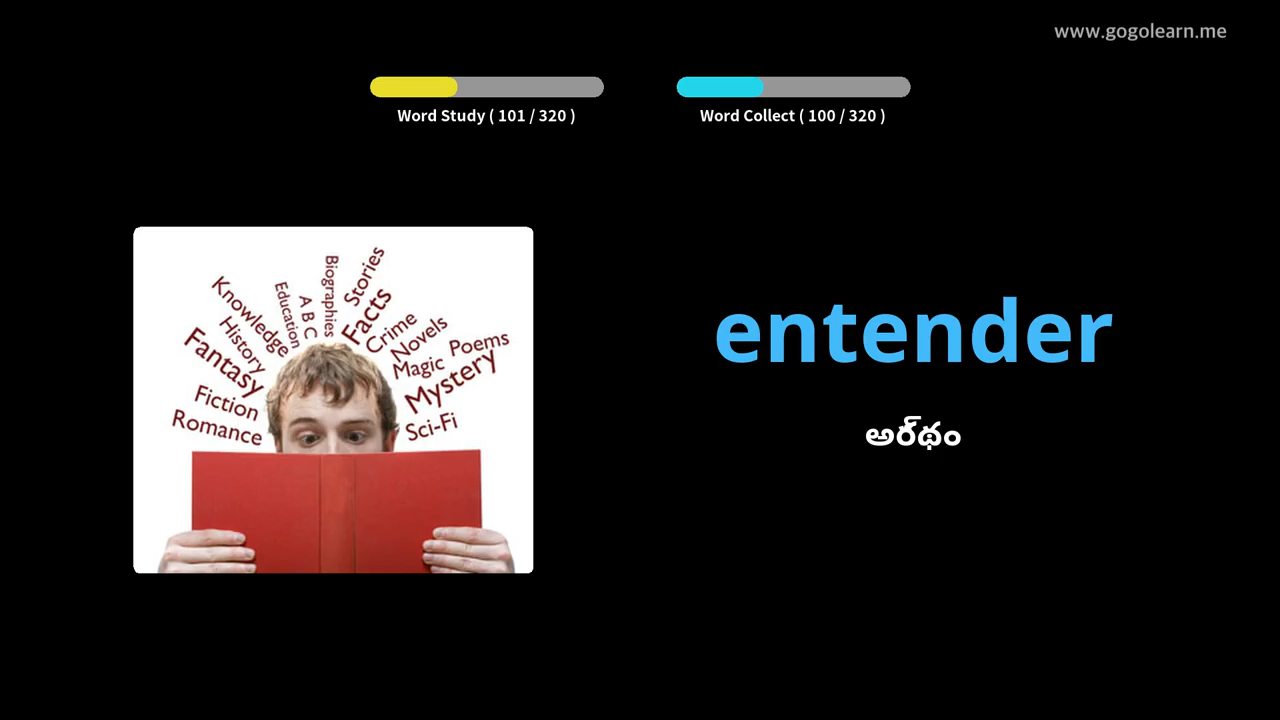 www.gogolearn.me
Word Study ( 101 / 320 )
Word Collect ( 100 / 320 )
Biographies
Stories
Education
A B C
Facts
Knowledge
Crime
History
Novels
Fantasy
Magic
Poems
Mystery
Fiction
Romance
Sci-Fi
entender
అర్‌థం